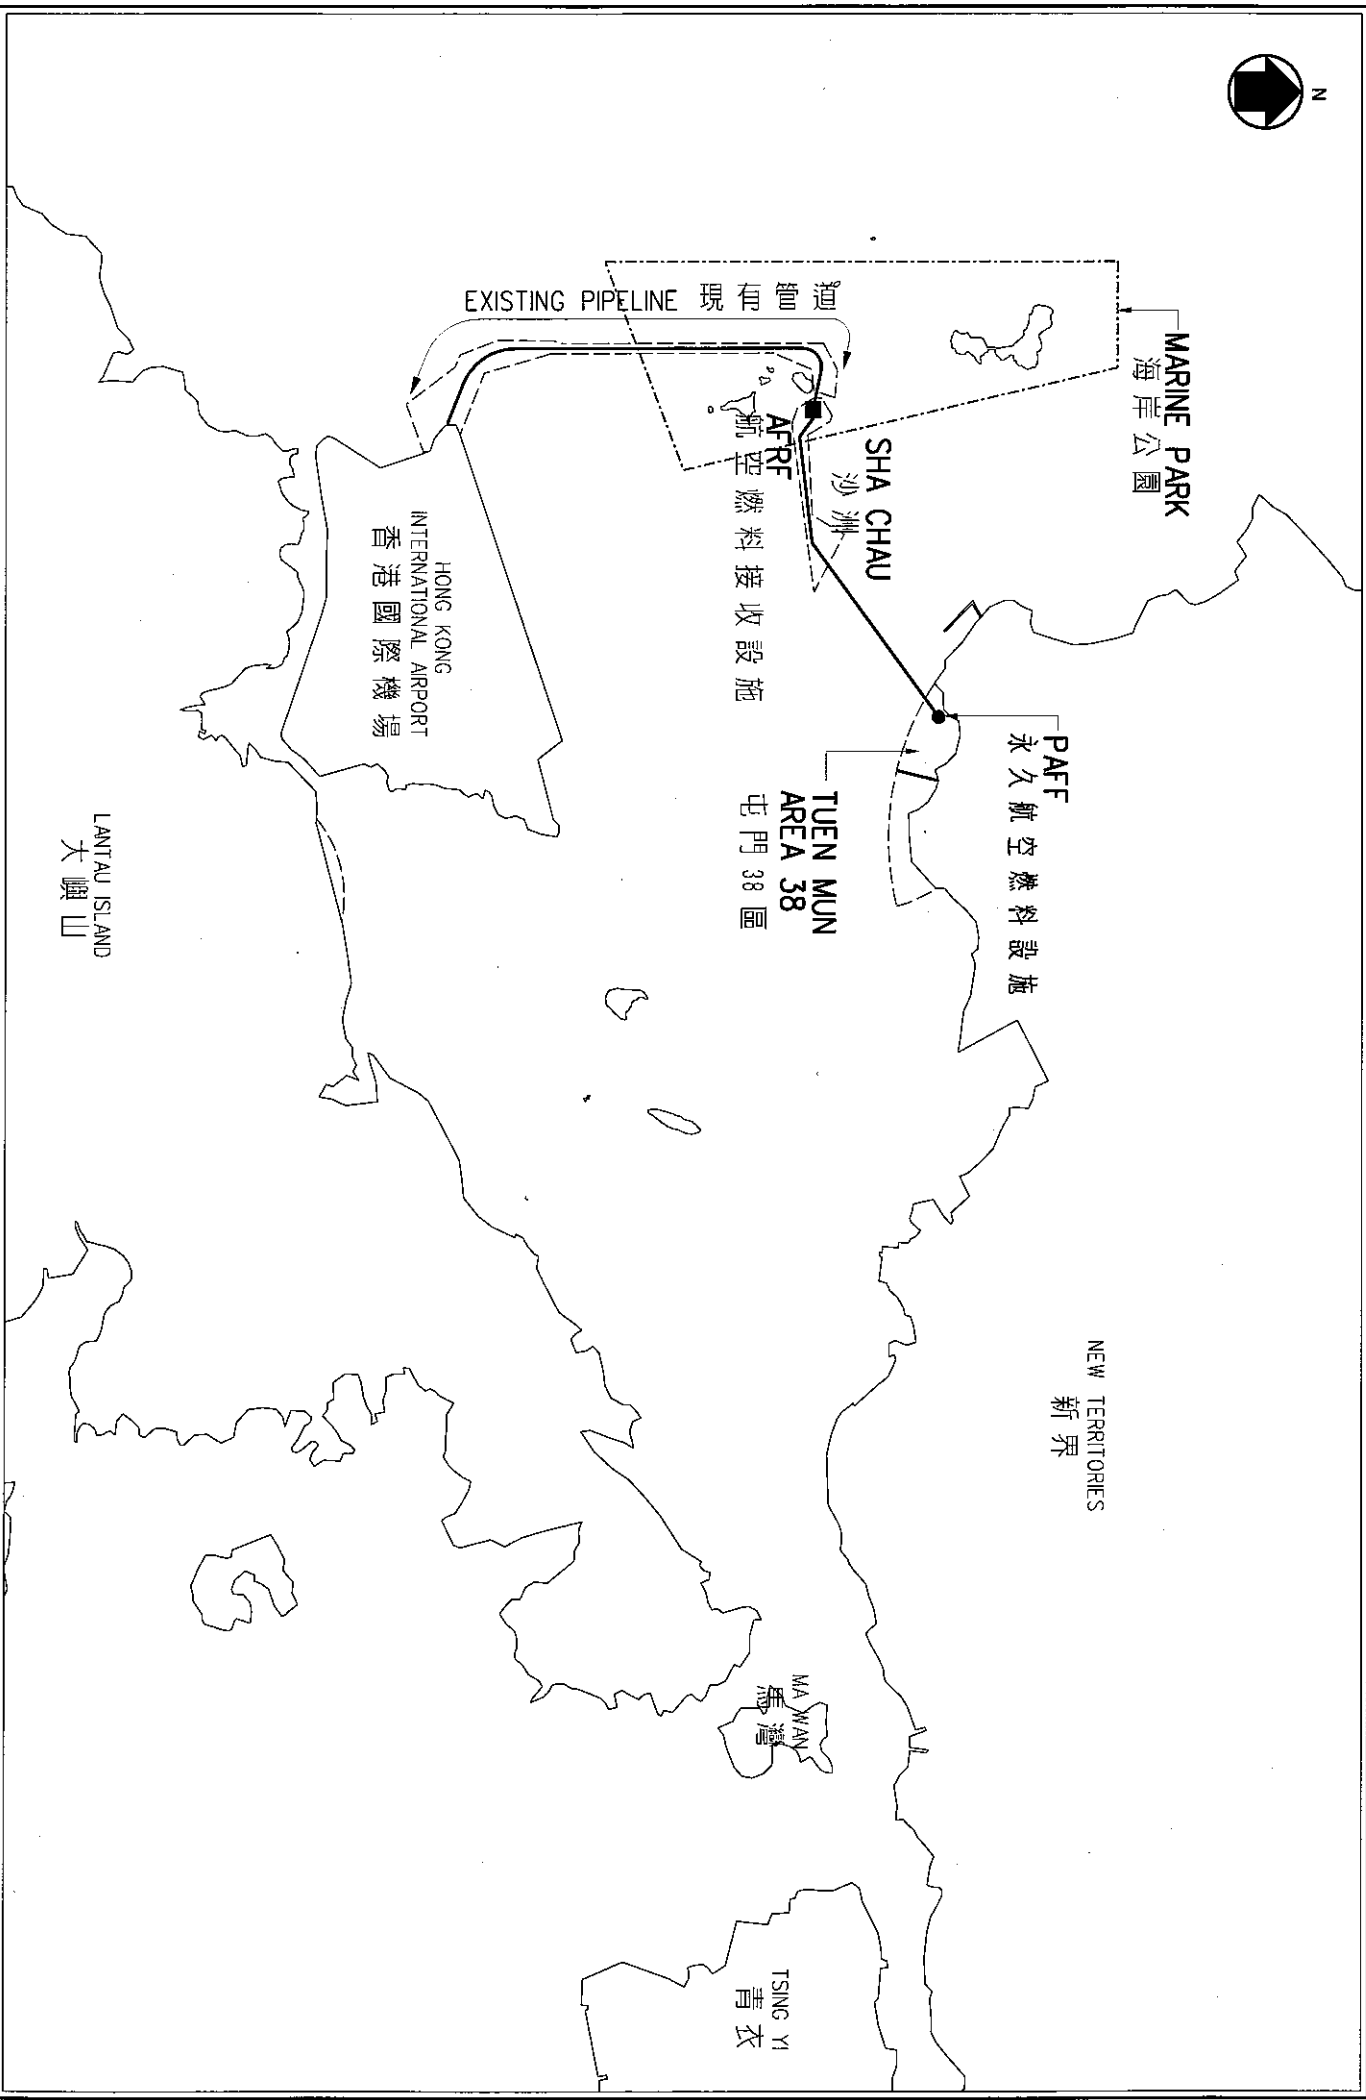 N
MARINE PARK
海岸公園
EXISTING PIPELINE 現有管道
SHA CHAU
沙洲
AFRF
航空燃料接收設施
PAFF
永久航空燃料設施
TUEN MUN
AREA 38
屯門38區
HONG KONG
INTERNATIONAL AIRPORT
香港國際機場
LANTAU ISLAND
大嶼山
NEW TERRITORIES
新界
MA WAN
馬灣
TSING YI
青衣